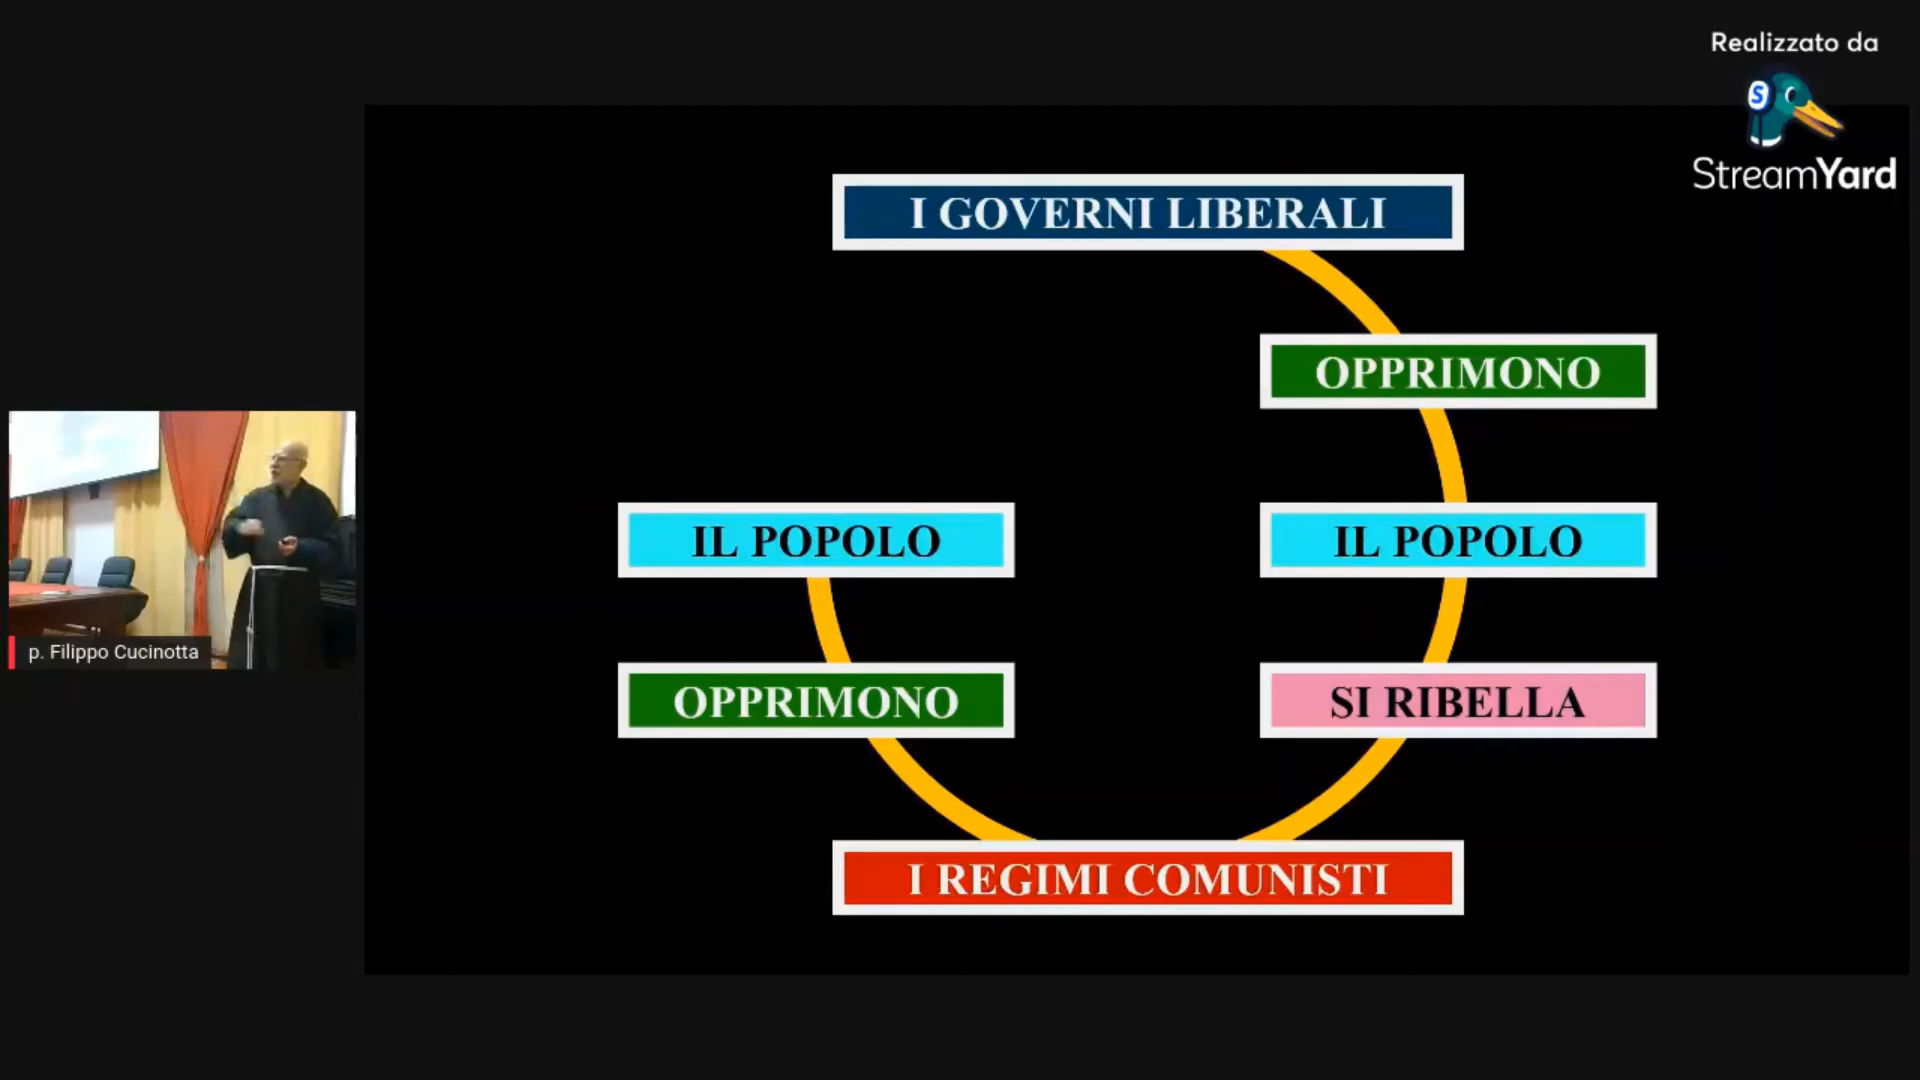 Realizzato da
StreamYard
I GOVERNI LIBERALI
OPPRIMONO
IL POPOLO
IL POPOLO
OPPRIMONO
SI RIBELLA
I REGIMI COMUNISTI
p. Filippo Cucinotta